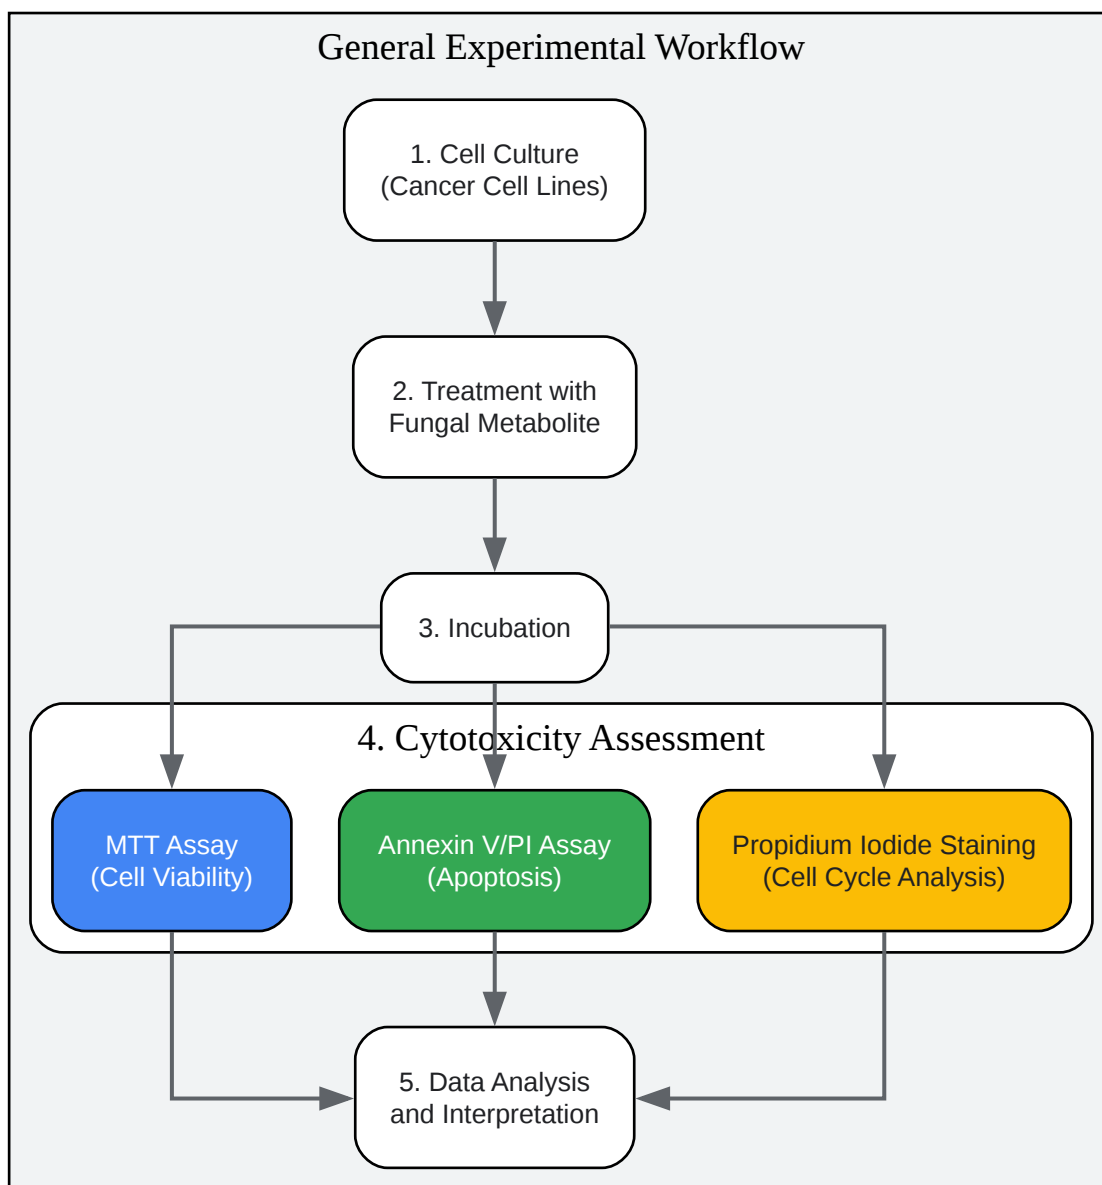 General Experimental Workflow
1. Cell Culture
(Cancer Cell Lines)
2. Treatment with
Fungal Metabolite
3. Incubation
4. Cytotoxicity Assessment
MTT Assay
(Cell Viability)
Annexin V/PI Assay
(Apoptosis)
Propidium Iodide Staining
(Cell Cycle Analysis)
5. Data Analysis
and Interpretation